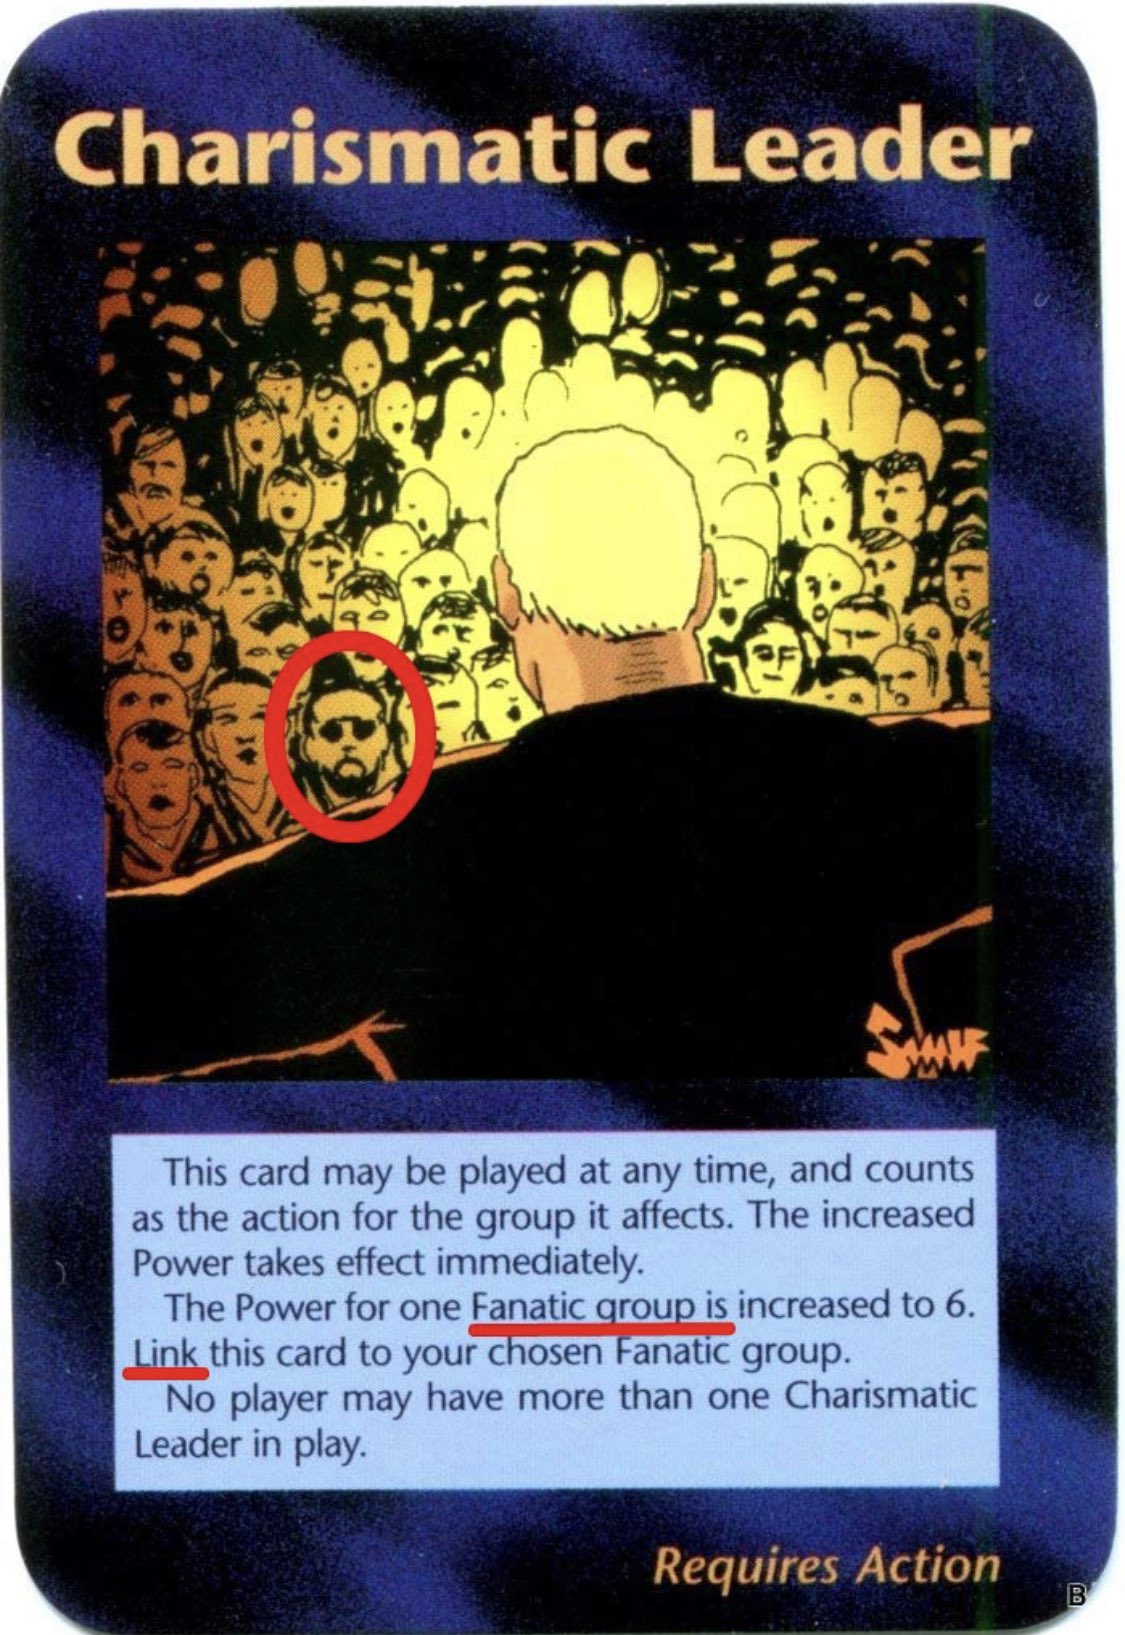 Charismatic Leader
This card may be played at any time, and counts
as the action for the group it affects. The increased
Power takes effect immediately.
The Power for one Fanatic group is increased to 6.
Link this card to your chosen Fanatic group.
No player may have more than one Charismatic
Leader in play.
Requires Action
B